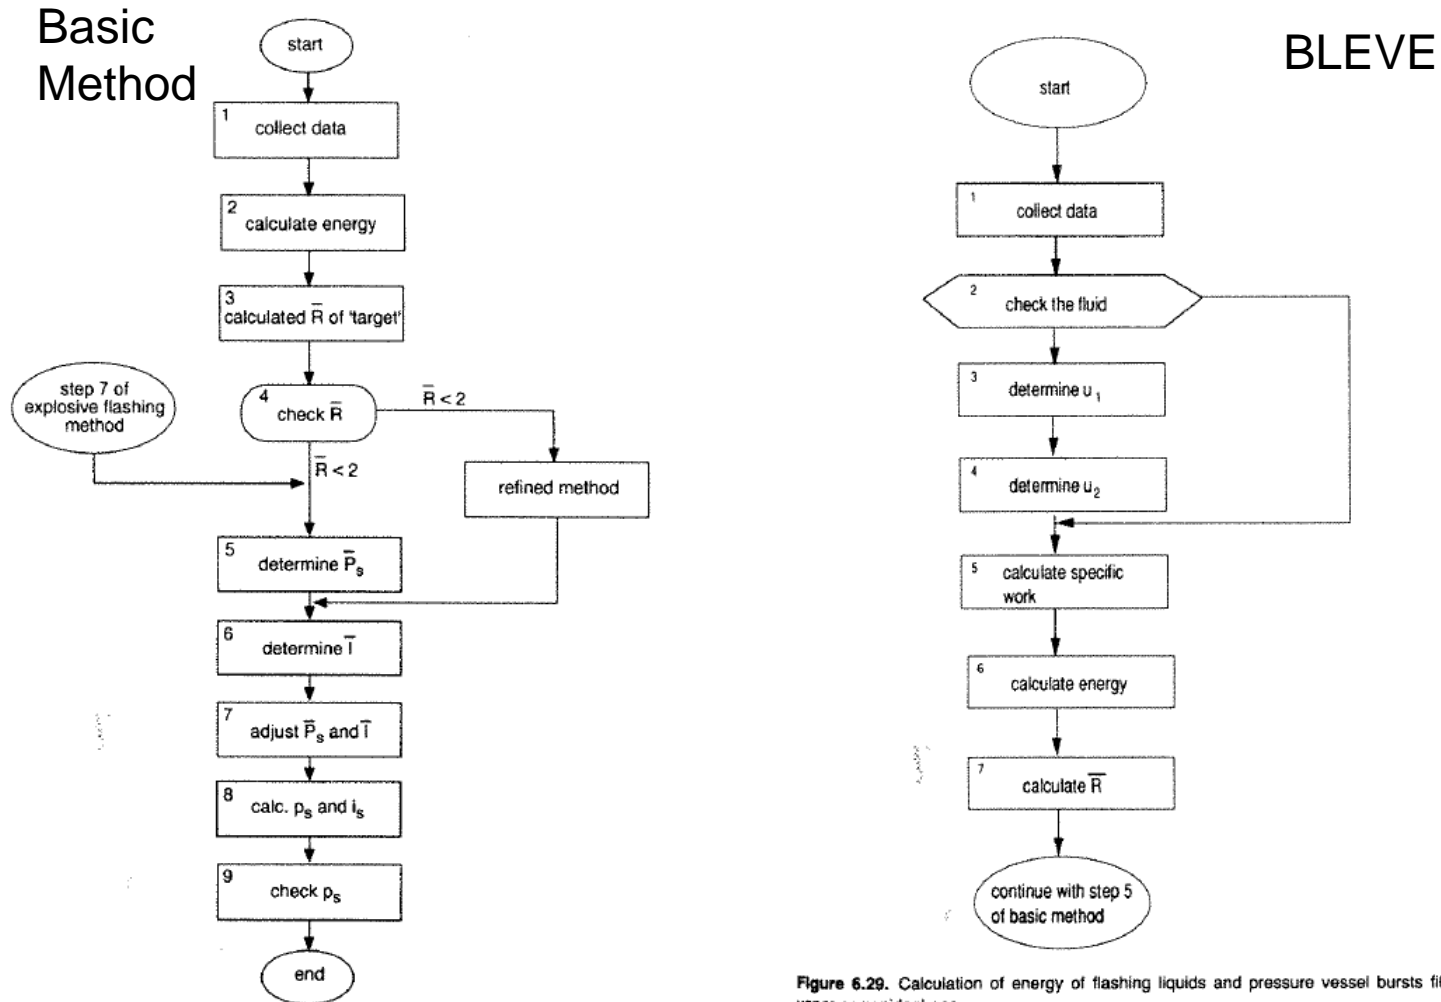 Basic
Method
start
1
collect data
2
calculate energy
3
calculated R̅ of 'target'
step 7 of
explosive flashing
method
4
check R̅
R̅ < 2
R̅ < 2
refined method
5
determine P̅s
6
determine I̅
7
adjust P̅s and I̅
8
calc. ps and is
9
check ps
end
BLEVE
start
1
collect data
2
check the fluid
3
determine u1
4
determine u2
5
calculate specific
work
6
calculate energy
7
calculate R̅
continue with step 5
of basic method
Figure 6.29. Calculation of energy of flashing liquids and pressure vessel bursts fil